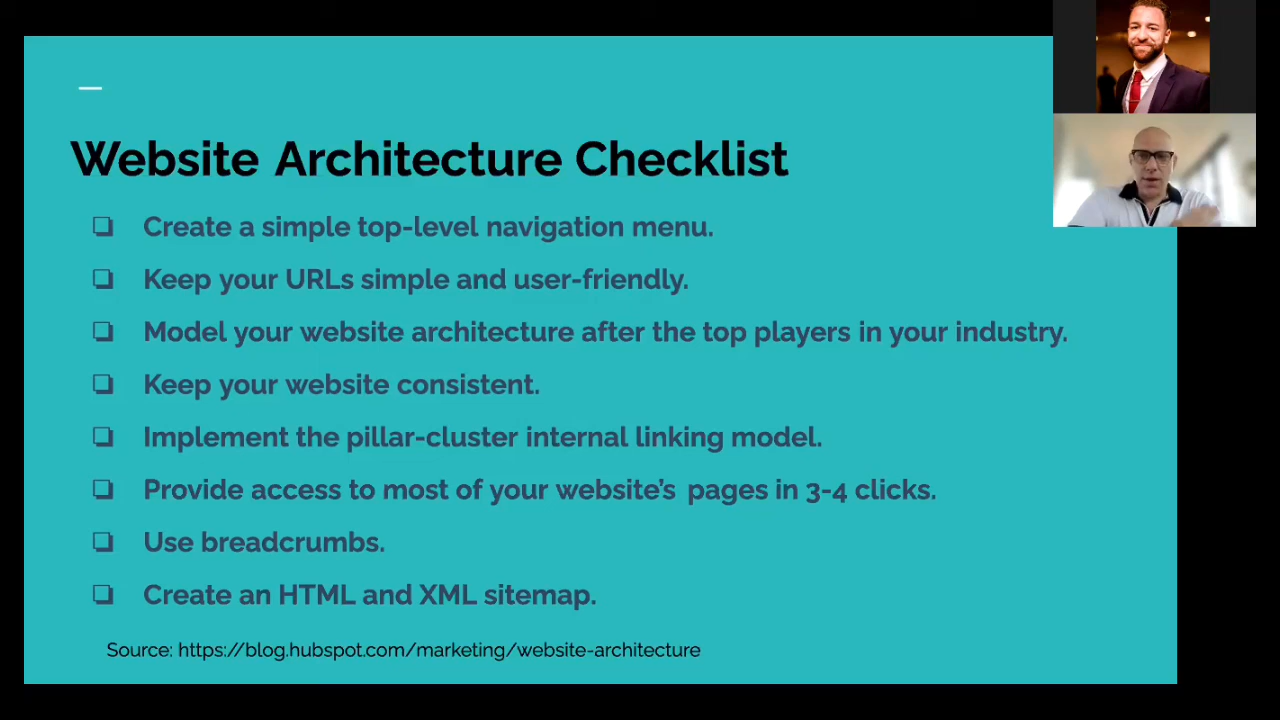 Website Architecture Checklist
Create a simple top-level navigation menu.
Keep your URLs simple and user-friendly.
Model your website architecture after the top players in your industry.
Keep your website consistent.
Implement the pillar-cluster internal linking model.
Provide access to most of your website’s pages in 3-4 clicks.
Use breadcrumbs.
Create an HTML and XML sitemap.
Source: https://blog.hubspot.com/marketing/website-architecture